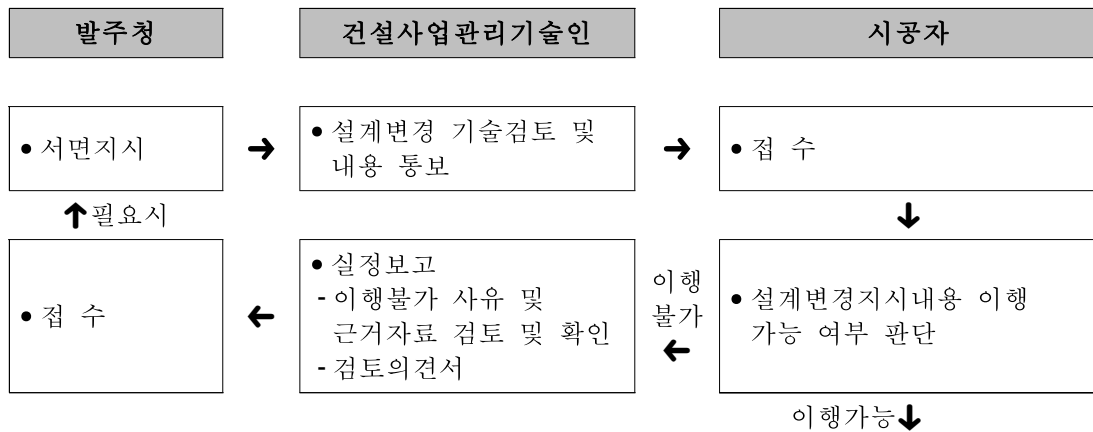 발주청
건설사업관리기술인
시공자
• 서면지시
➔
• 설계변경 기술검토 및
내용 통보
➔
• 접 수
↑필요시
↓
• 접 수
←
• 실정보고
- 이행불가 사유 및
근거자료 검토 및 확인
- 검토의견서
이행
불가
←
• 설계변경지시내용 이행
가능 여부 판단
이행가능↓